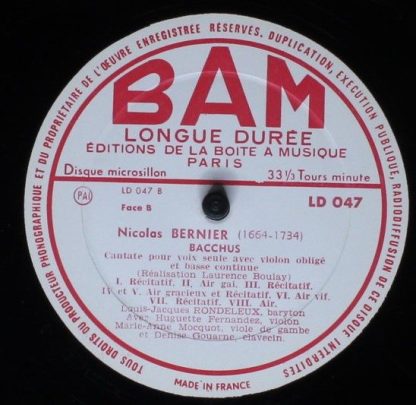 TOUS DROITS DU PRODUCTEUR PHONOGRAPHIQUE ET DU PROPRIÉTAIRE DE L'ŒUVRE ENREGISTRÉE RÉSERVÉS. DUPLICATION, EXECUTION PUBLIQUE, RADIODIFFUSION DE CE DISQUE INTERDITES
BAM
LONGUE DURÉE
ÉDITIONS DE LA BOITE A MUSIQUE
PARIS
Disque microsillon 33 1/3 Tours minute
LD 047 B
LD 047
Face B
Nicolas BERNIER (1664-1734)
BACCHUS
Cantate pour voix seule avec violon obligé
et basse continue
(Réalisation Laurence Boulay)
I. Récitatif. II. Air gai. III. Récitatif.
IV et V. Air gracieux et Récitatif. VI. Air vif.
VII. Récitatif. VIII. Air.
Louis-Jacques RONDELEUX, baryton
Avec Huguette Fernandez, violon
Marie-Anne Mocquot, viole de gambe
et Denise Gouarne, clavecin.
MADE IN FRANCE